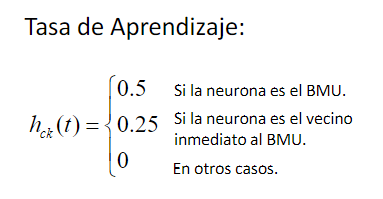 Tasa de Aprendizaje:
h_ck(t) = { 0.5 Si la neurona es el BMU.
0.25 Si la neurona es el vecino
inmediato al BMU.
0 En otros casos.